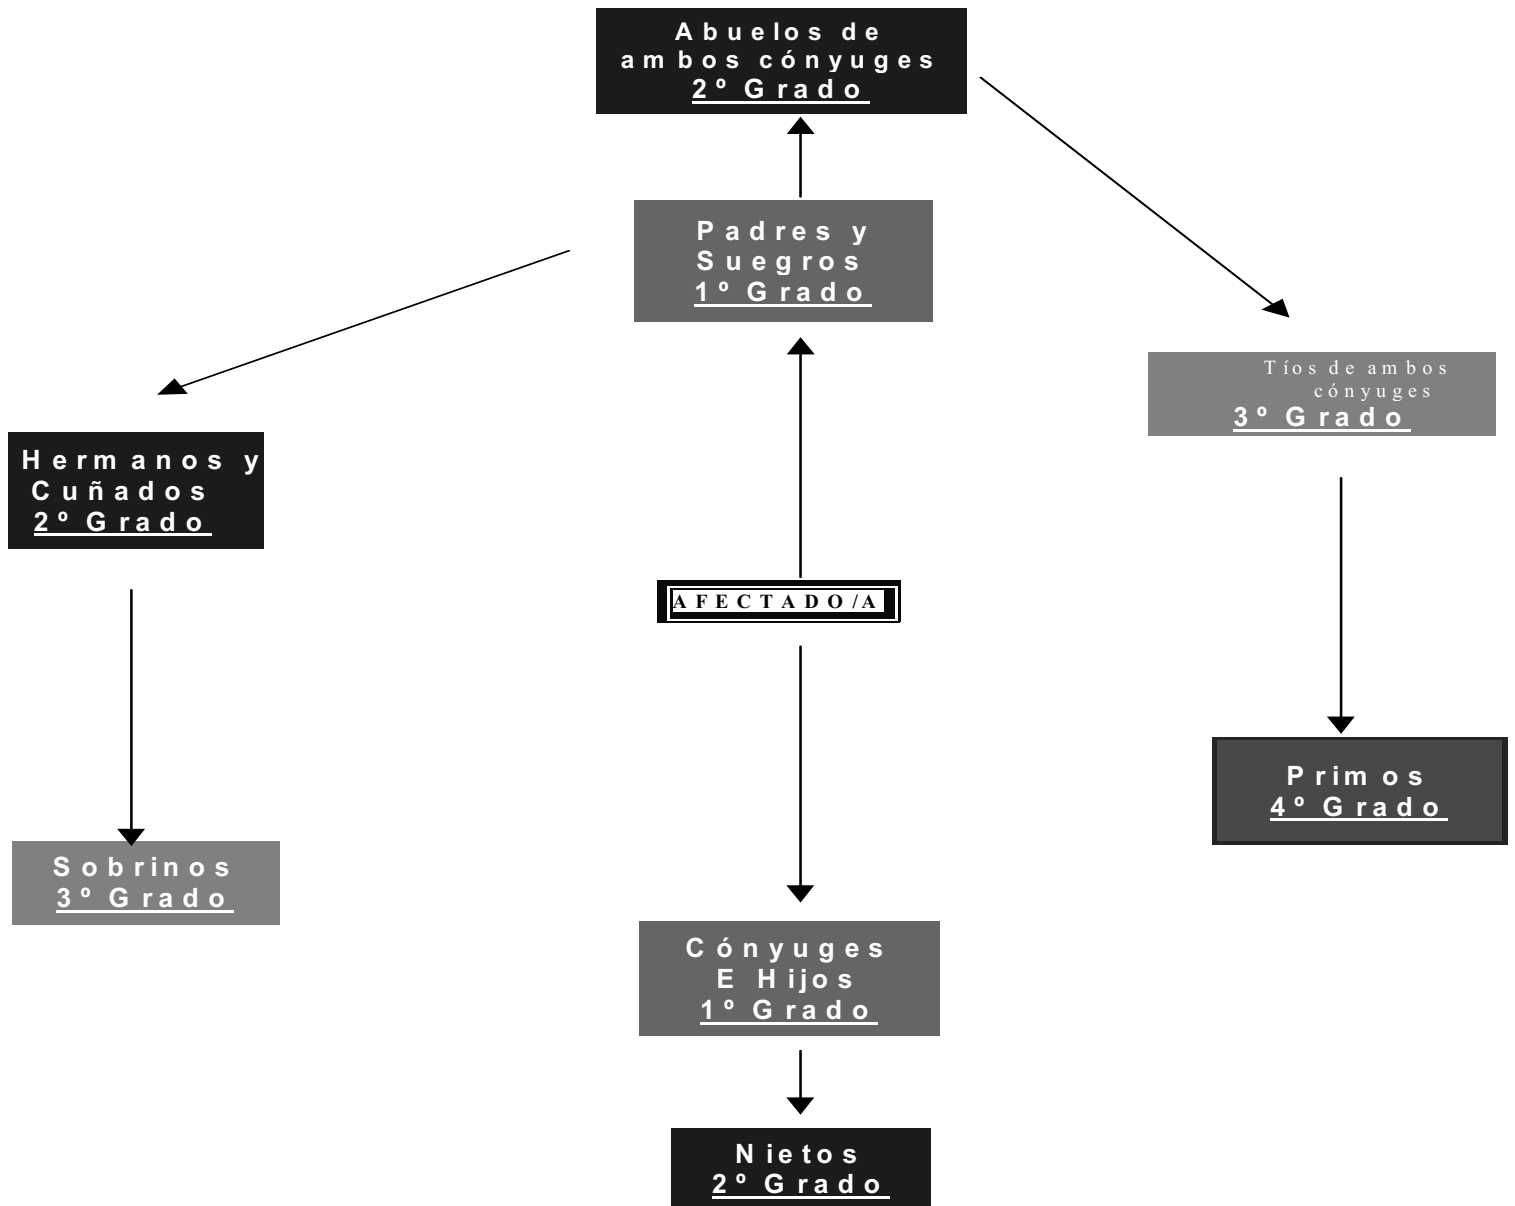 Abuelos de
ambos cónyuges
2º Grado
Padres y
Suegros
1º Grado
Tíos de ambos
cónyuges
3º Grado
Hermanos y
Cuñados
2º Grado
AFECTADO/A
Primos
4º Grado
Sobrinos
3º Grado
Cónyuges
E Hijos
1º Grado
Nietos
2º Grado